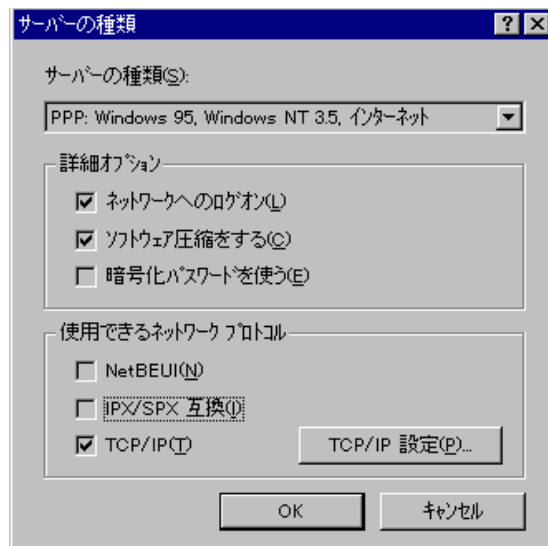 サーバーの種類
サーバーの種類(S):
PPP: Windows 95, Windows NT 3.5, インターネット
詳細オプション
ネットワークへのログオン(L)
ソフトウェア圧縮をする(C)
暗号化パスワードを使う(E)
使用できるネットワーク プロトコル
NetBEUI(N)
IPX/SPX 互換(I)
TCP/IP(T) TCP/IP 設定(P)...
OK キャンセル